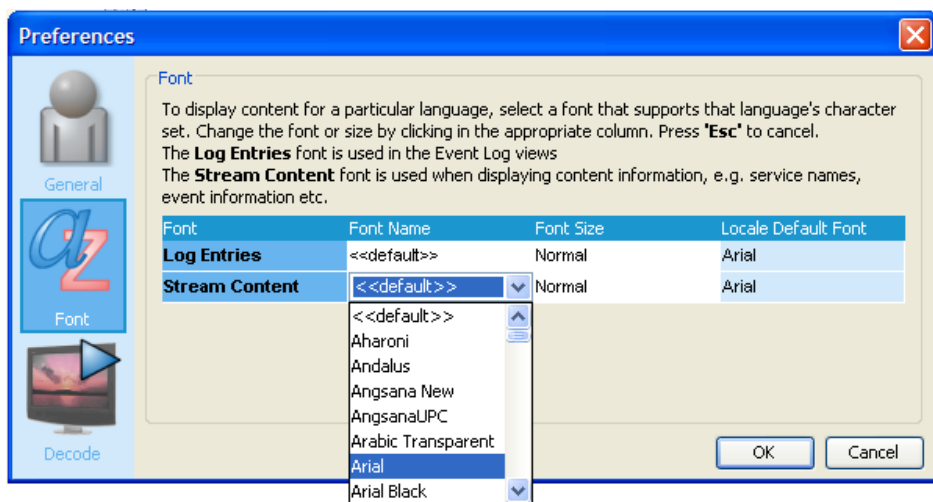 Preferences
General
Font
Decode
Font
To display content for a particular language, select a font that supports that language's character
set. Change the font or size by clicking in the appropriate column. Press 'Esc' to cancel.
The Log Entries font is used in the Event Log views
The Stream Content font is used when displaying content information, e.g. service names,
event information etc.
Font Font Name Font Size Locale Default Font
Log Entries <<default>> Normal Arial
Stream Content <<default>> Normal Arial
<<default>>
Aharoni
Andalus
Angsana New
AngsanaUPC
Arabic Transparent
Arial
Arial Black
OK Cancel